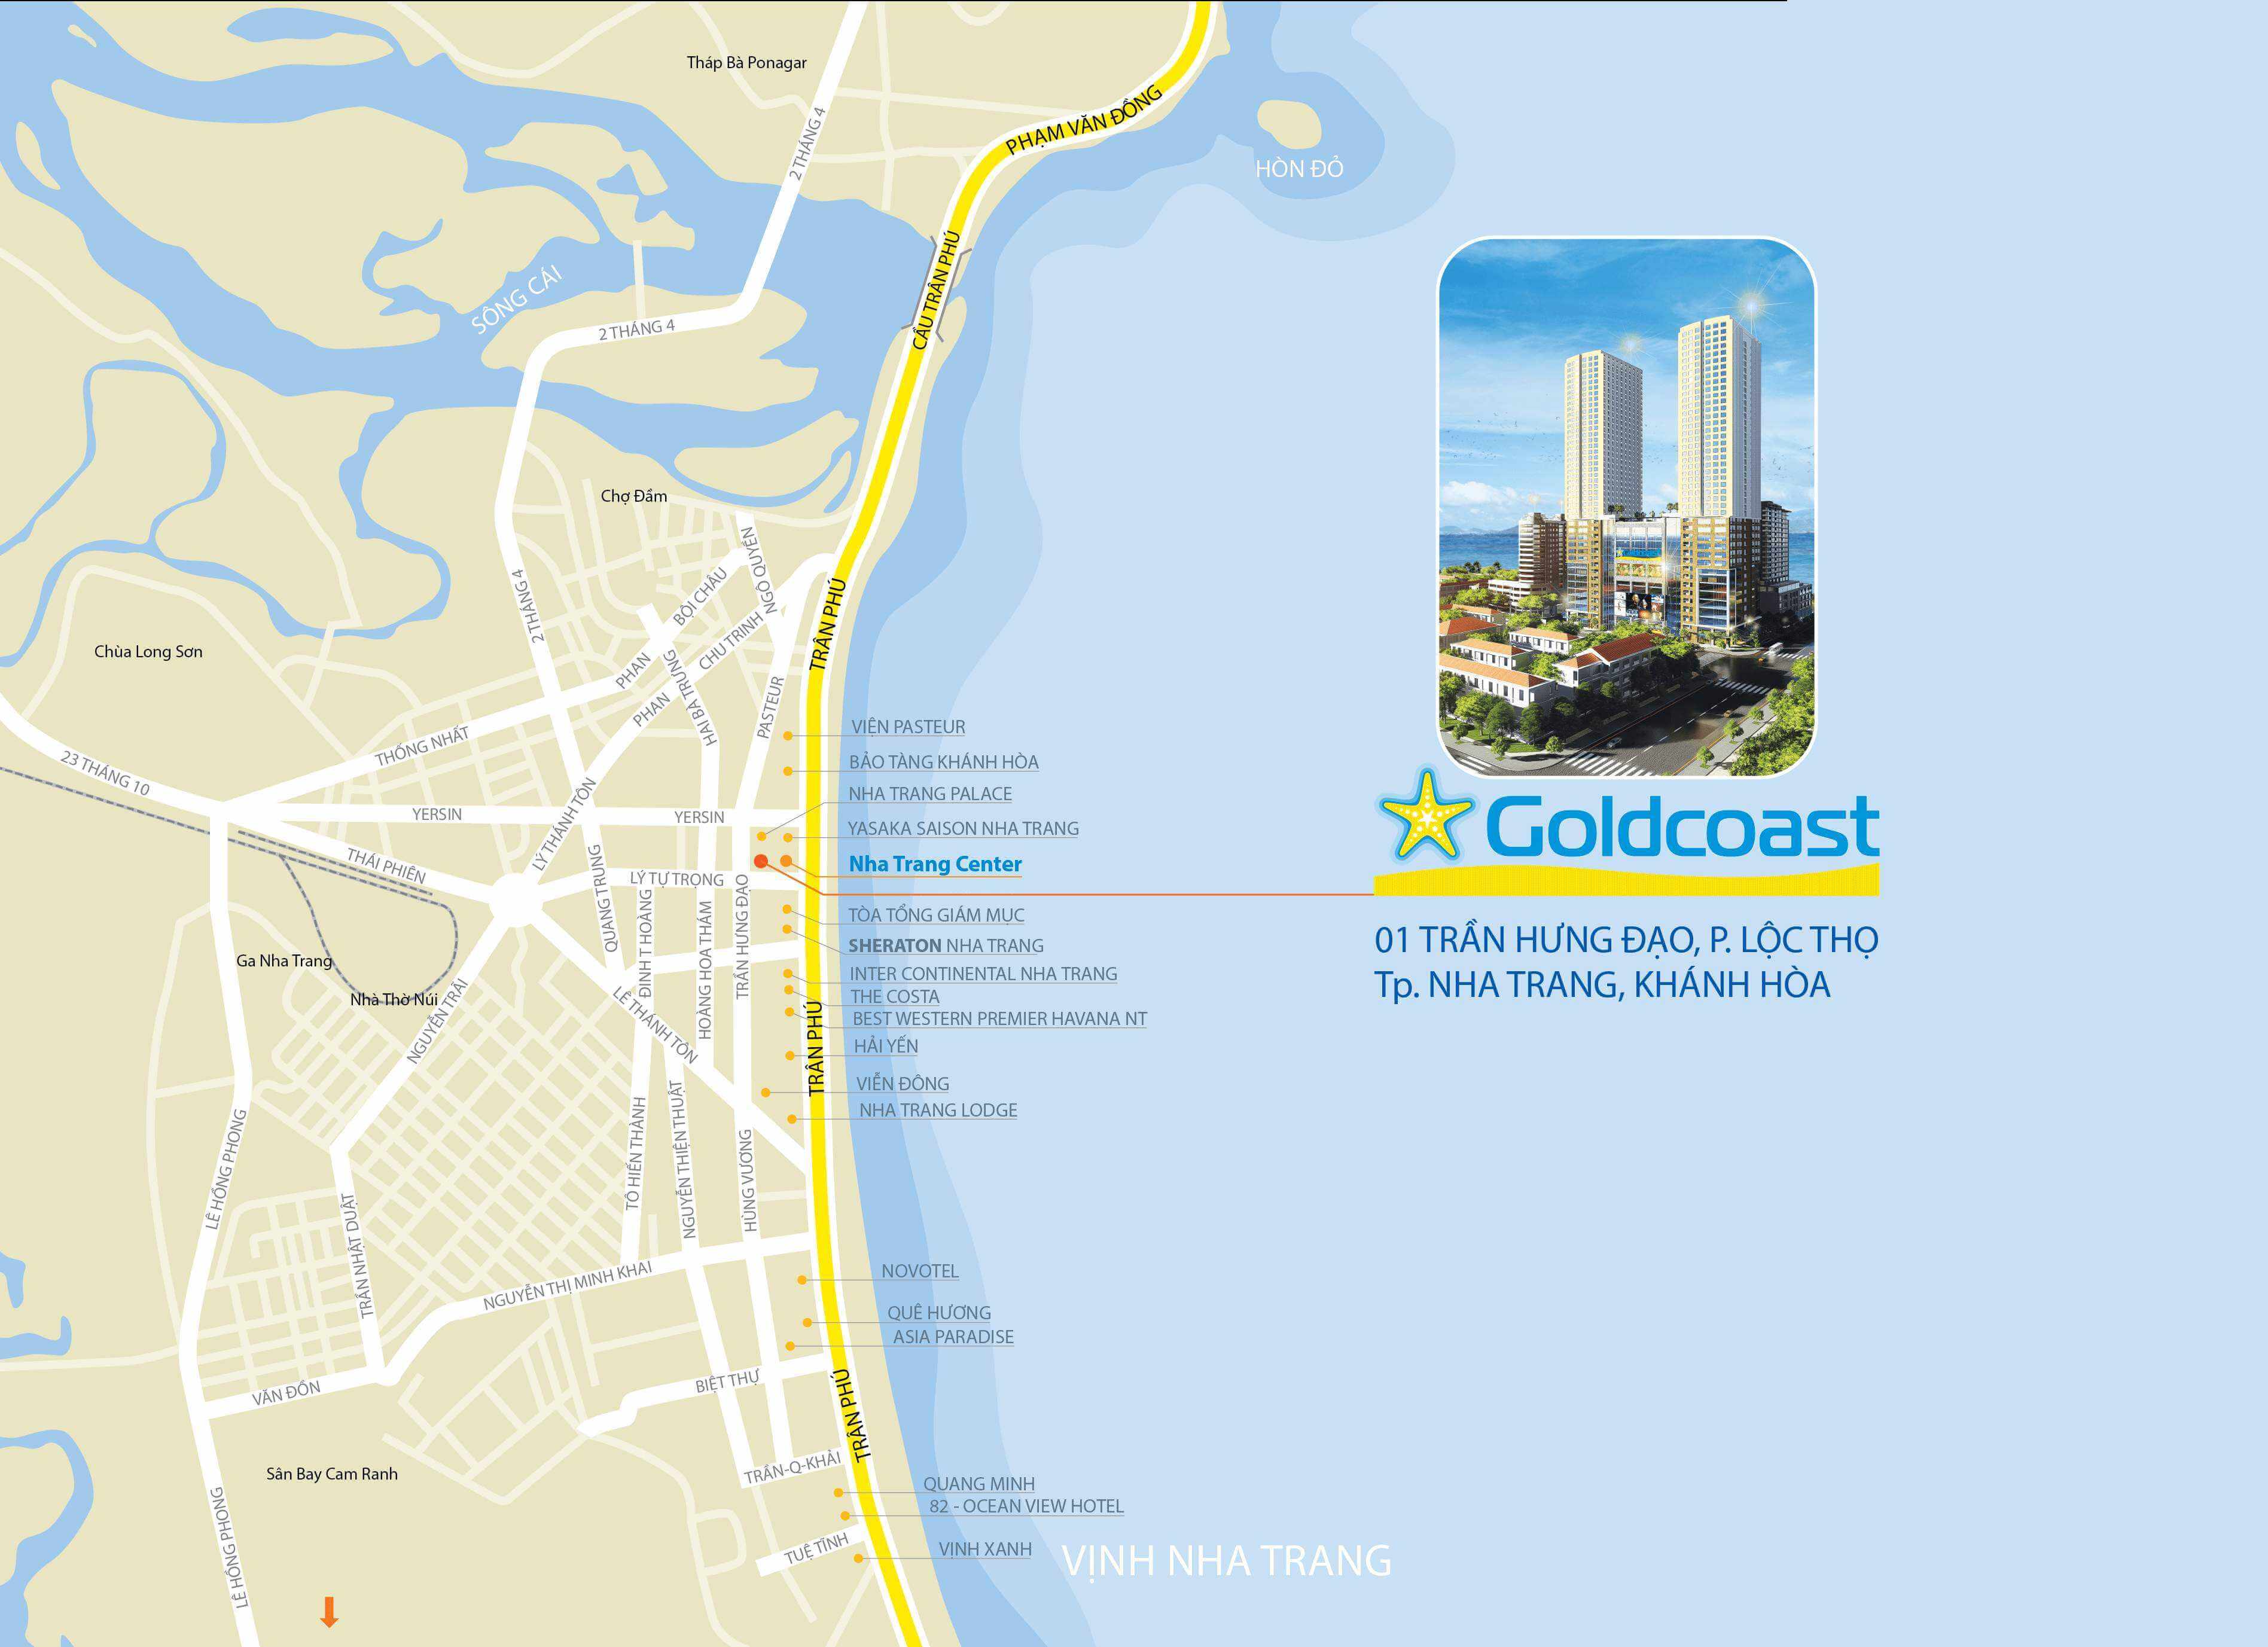 Tháp Bà Ponagar
PHẠM VĂN ĐỒNG
2 THÁNG 4
HÒN ĐỎ
SÔNG CÁI
CẦU TRẦN PHÚ
2 THÁNG 4
Chợ Đầm
NGÔ QUYỀN
PHAN BỘI CHÂU
2 THÁNG 4
TRẦN PHÚ
PHAN CHU TRINH
HAI BÀ TRƯNG
Chùa Long Sơn
PASTEUR
VIỆN PASTEUR
THỐNG NHẤT
BẢO TÀNG KHÁNH HÒA
23 THÁNG 10
NHA TRANG PALACE
YERSIN
YERSIN
YASAKA SAISON NHA TRANG
LÝ THÁNH TÔN
Goldcoast
THÁI PHIÊN
Nha Trang Center
LÝ TỰ TRỌNG
QUANG TRUNG
ĐINH T HOÀNG
HOÀNG HOA THÁM
TRẦN HƯNG ĐẠO
TÒA TỔNG GIÁM MỤC
01 TRẦN HƯNG ĐẠO, P. LỘC THỌ
SHERATON NHA TRANG
Ga Nha Trang
INTER CONTINENTAL NHA TRANG
Tp. NHA TRANG, KHÁNH HÒA
Nhà Thờ Núi
THE COSTA
BEST WESTERN PREMIER HAVANA NT
NGUYỄN TRÃI
LÊ THÁNH TÔN
TRẦN PHÚ
HẢI YẾN
VIỄN ĐÔNG
NHA TRANG LODGE
LÊ HỒNG PHONG
TÔ HIẾN THÀNH
NGUYỄN THIỆN THUẬT
HÙNG VƯƠNG
TRẦN NHẬT DUẬT
NOVOTEL
NGUYỄN THỊ MINH KHAI
QUÊ HƯƠNG
ASIA PARADISE
BIỆT THỰ
VÂN ĐỒN
TRẦN PHÚ
Sân Bay Cam Ranh
TRẦN-Q-KHẢI
QUANG MINH
82 - OCEAN VIEW HOTEL
LÊ HỒNG PHONG
TUỆ TĨNH
VỊNH XANH
VỊNH NHA TRANG